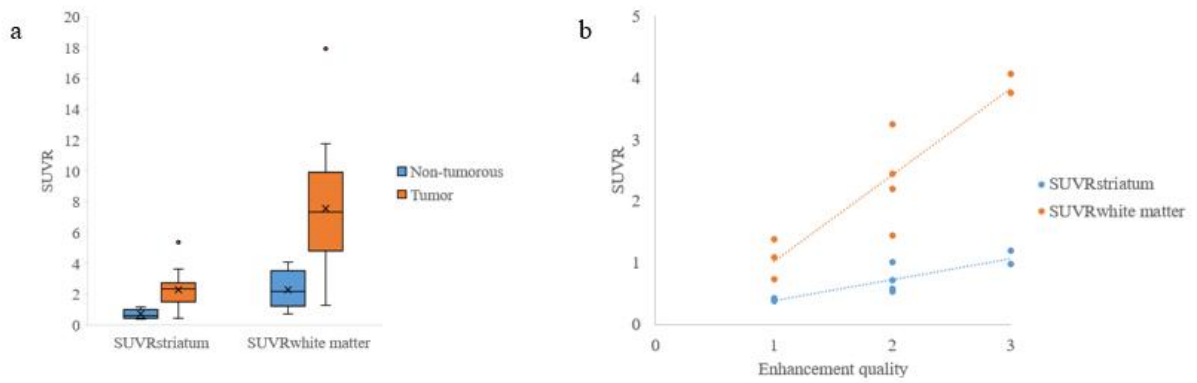 a
20
18
16
14
12
10
8
6
4
2
0
SUVR
SUVRstriatum SUVRwhite matter
Non-tumorous
Tumor
b
5
4
3
2
1
0
SUVR
0 1 2 3
Enhancement quality
SUVRstriatum
SUVRwhite matter